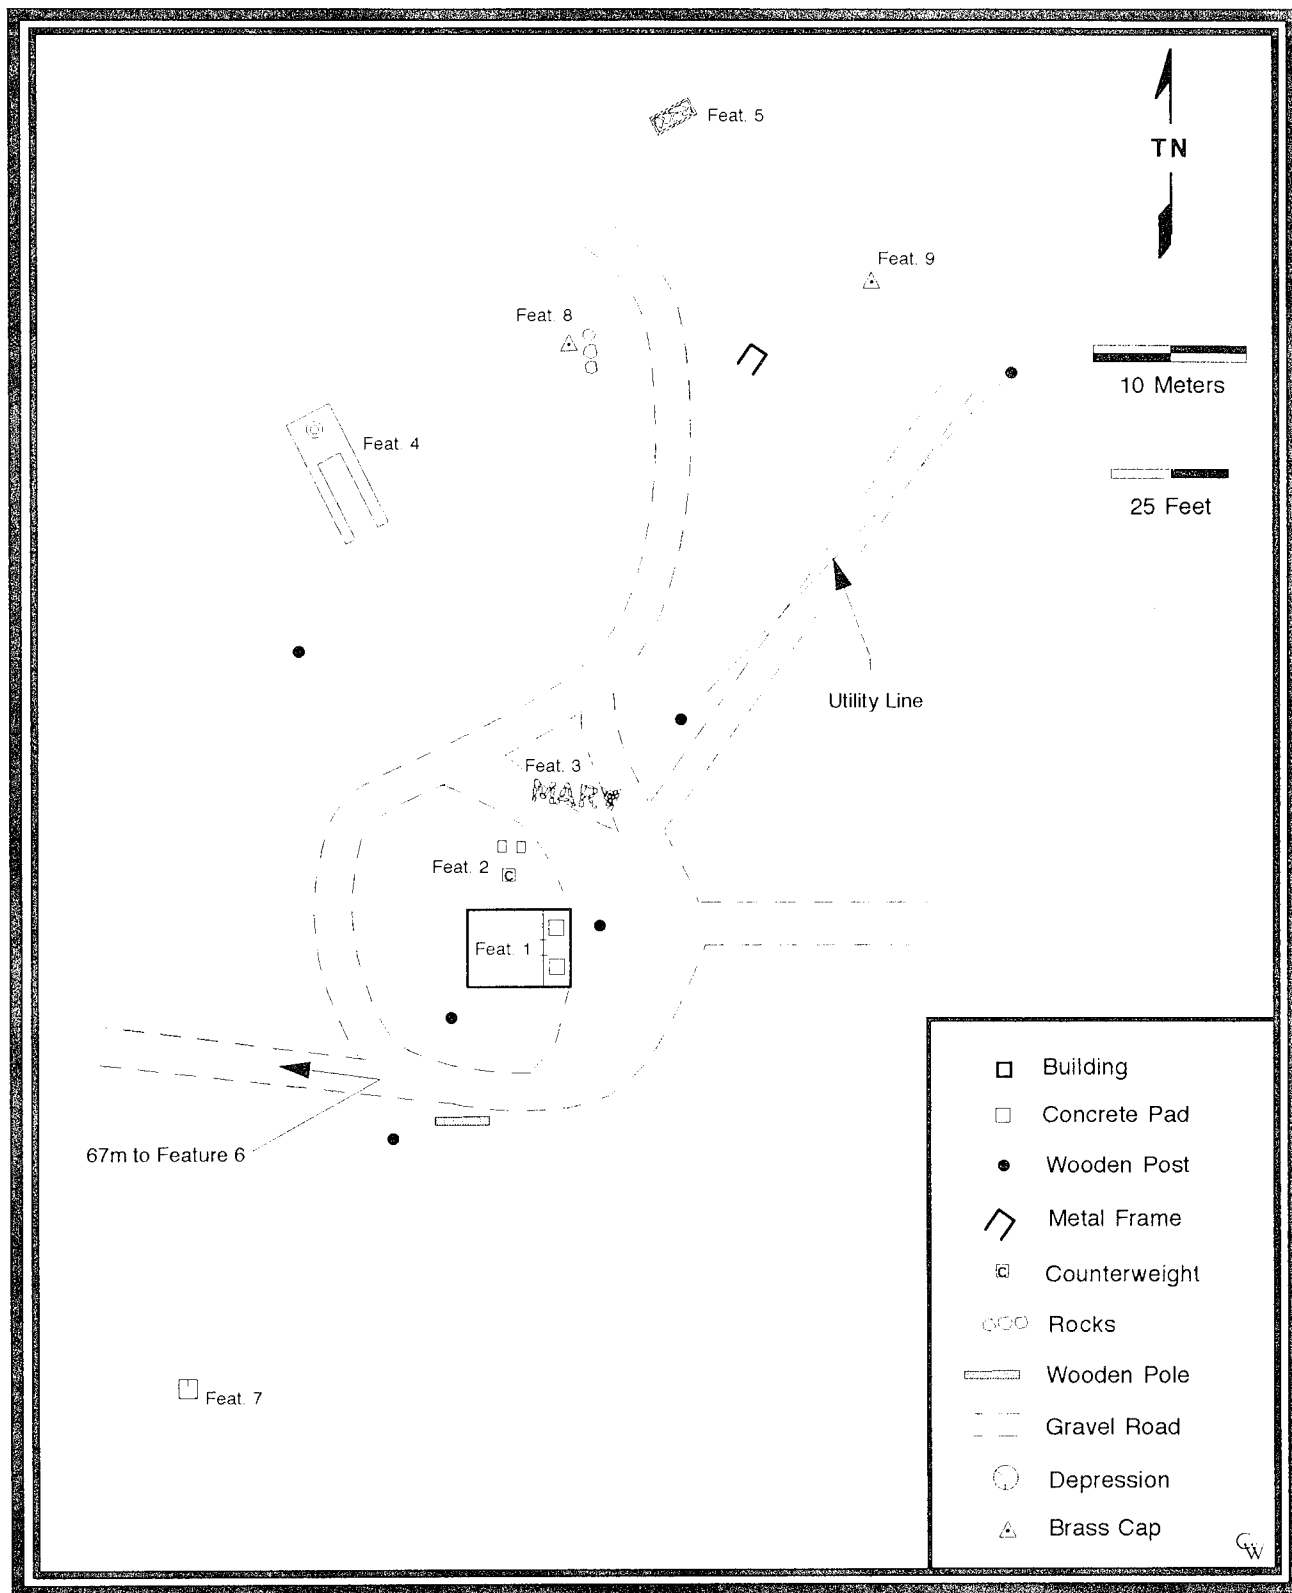 Feat. 5
TN
Feat. 9
Feat. 8
10 Meters
Feat. 4
25 Feet
Utility Line
Feat. 3
MARY
Feat. 2
C
Feat. 1
67m to Feature 6
Feat. 7
Building
Concrete Pad
Wooden Post
Metal Frame
C Counterweight
Rocks
Wooden Pole
Gravel Road
Depression
Brass Cap
CW